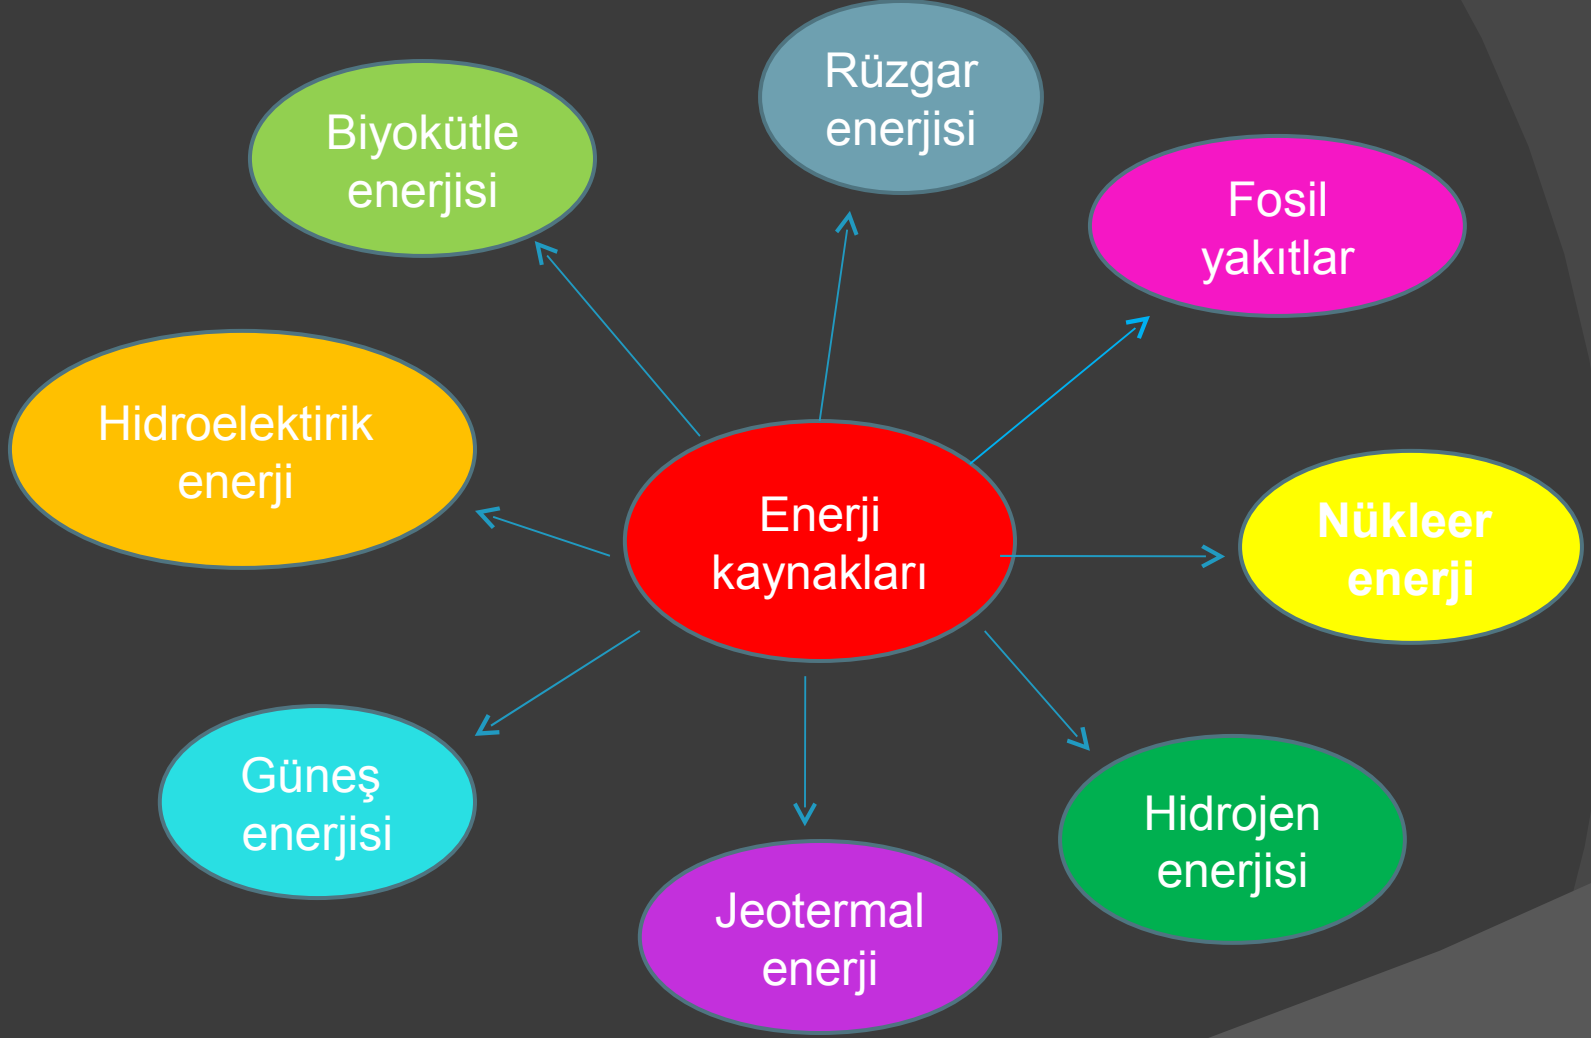 Rüzgar
enerjisi
Biyokütle
enerjisi
Fosil
yakıtlar
Hidroelektirik
enerji
Enerji
kaynakları
Nükleer
enerji
Güneş
enerjisi
Hidrojen
enerjisi
Jeotermal
enerji